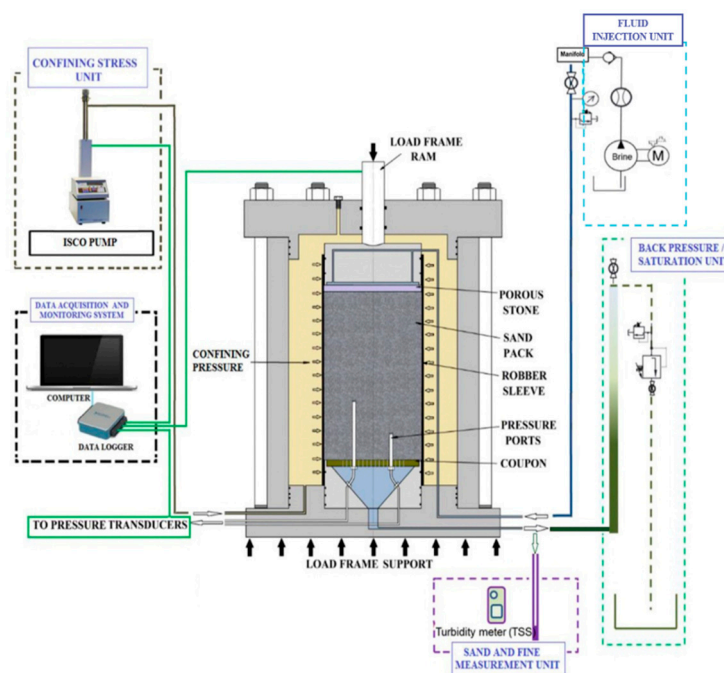 CONFINING STRESS
UNIT
ISCO PUMP
DATA ACQUISITION AND
MONITORING SYSTEM
COMPUTER
DATA LOGGER
TO PRESSURE TRANSDUCERS
LOAD FRAME
RAM
CONFINING
PRESSURE
POROUS
STONE
SAND
PACK
ROBBER
SLEEVE
PRESSURE
PORTS
COUPON
LOAD FRAME SUPPORT
FLUID
INJECTION UNIT
Manifold
Brine
M
BACK PRESSURE /
SATURATION UNIT
Turbidity meter (TSS)
SAND AND FINE
MEASUREMENT UNIT